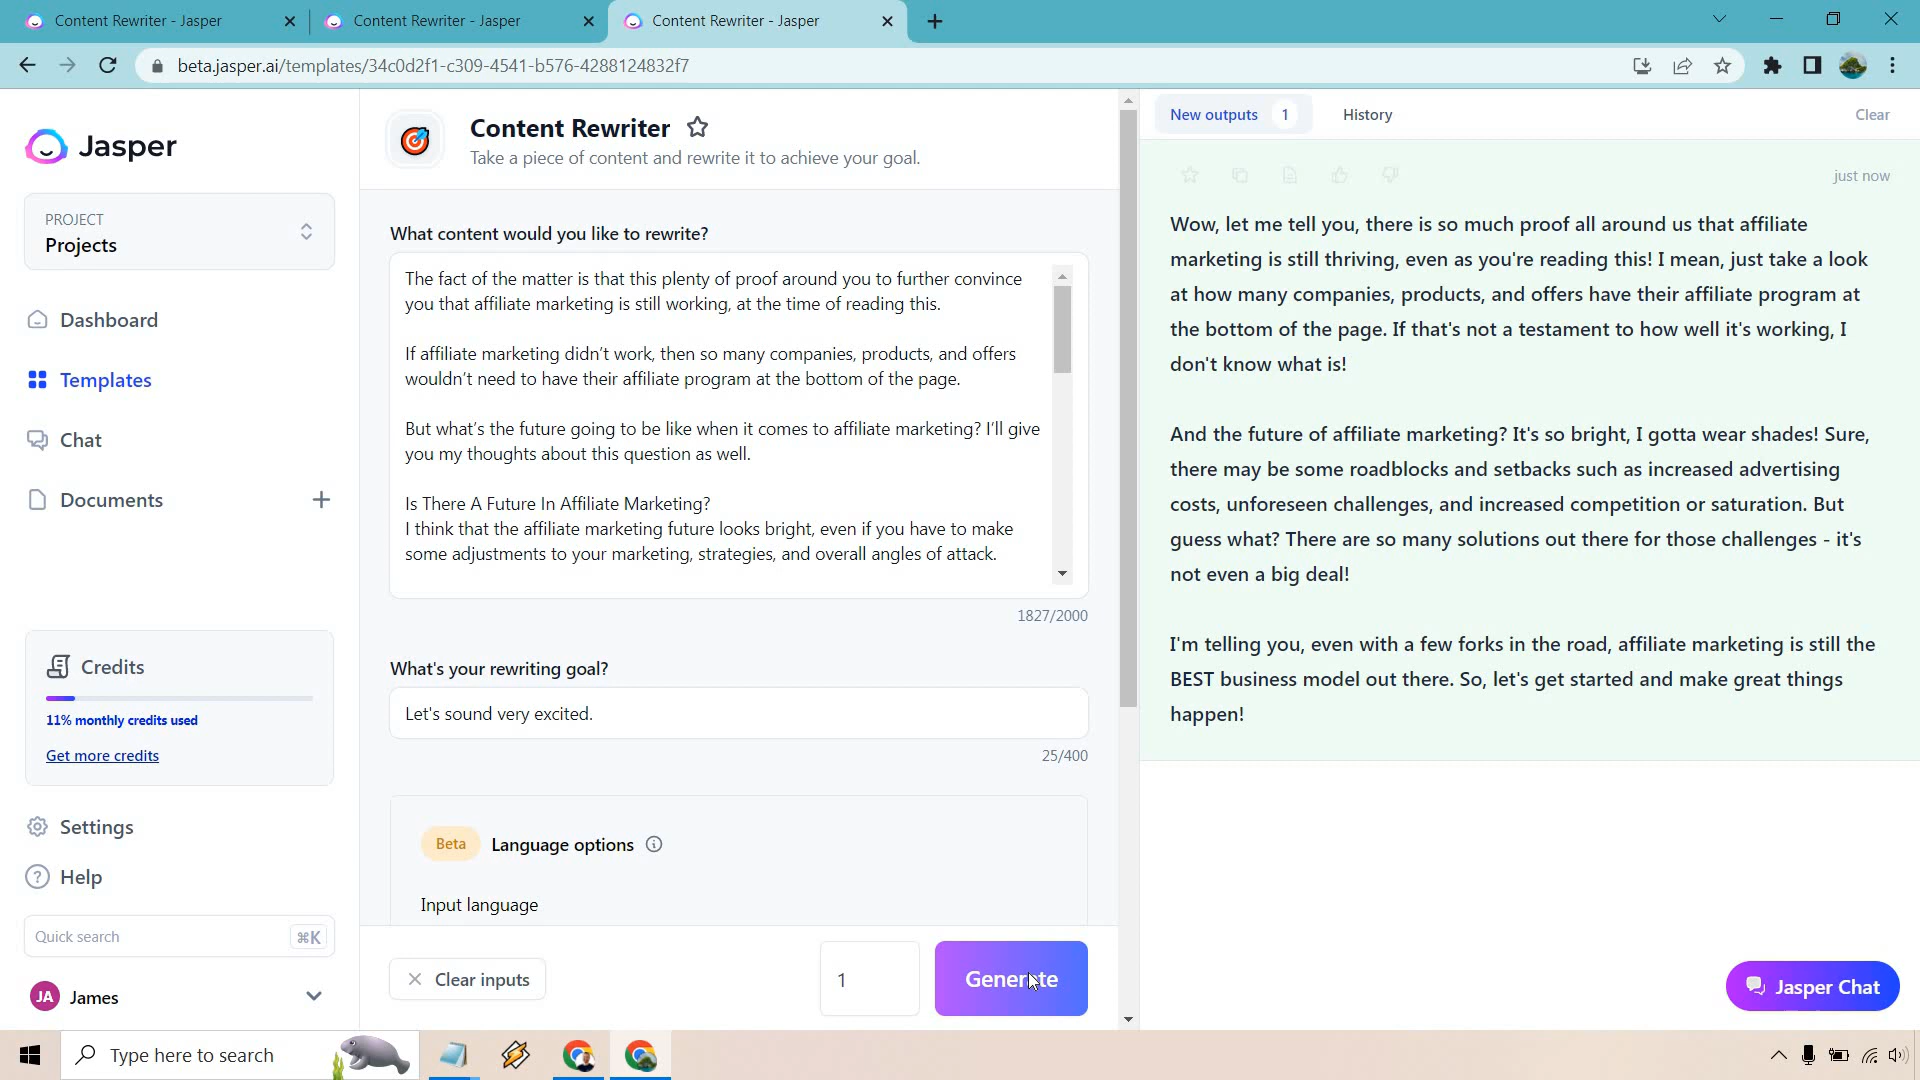 Content Rewriter - Jasper
Content Rewriter - Jasper
Content Rewriter - Jasper
beta.jasper.ai/templates/34c0d2f1-c309-4541-b576-4288124832f7
Jasper
PROJECT
Projects
Dashboard
Templates
Chat
Documents
Credits
11% monthly credits used
Get more credits
Settings
Help
Quick search
⌘K
JA
James
Content Rewriter
Take a piece of content and rewrite it to achieve your goal.
What content would you like to rewrite?
The fact of the matter is that this plenty of proof around you to further convince
you that affiliate marketing is still working, at the time of reading this.
If affiliate marketing didn't work, then so many companies, products, and offers
wouldn't need to have their affiliate program at the bottom of the page.
But what's the future going to be like when it comes to affiliate marketing? I'll give
you my thoughts about this question as well.
Is There A Future In Affiliate Marketing?
I think that the affiliate marketing future looks bright, even if you have to make
some adjustments to your marketing, strategies, and overall angles of attack.
1827/2000
What's your rewriting goal?
Let's sound very excited.
25/400
Beta
Language options
Input language
Clear inputs
1
Generate
New outputs 1
History
Clear
just now
Wow, let me tell you, there is so much proof all around us that affiliate
marketing is still thriving, even as you're reading this! I mean, just take a look
at how many companies, products, and offers have their affiliate program at
the bottom of the page. If that's not a testament to how well it's working, I
don't know what is!
And the future of affiliate marketing? It's so bright, I gotta wear shades! Sure,
there may be some roadblocks and setbacks such as increased advertising
costs, unforeseen challenges, and increased competition or saturation. But
guess what? There are so many solutions out there for those challenges - it's
not even a big deal!
I'm telling you, even with a few forks in the road, affiliate marketing is still the
BEST business model out there. So, let's get started and make great things
happen!
Jasper Chat
Type here to search